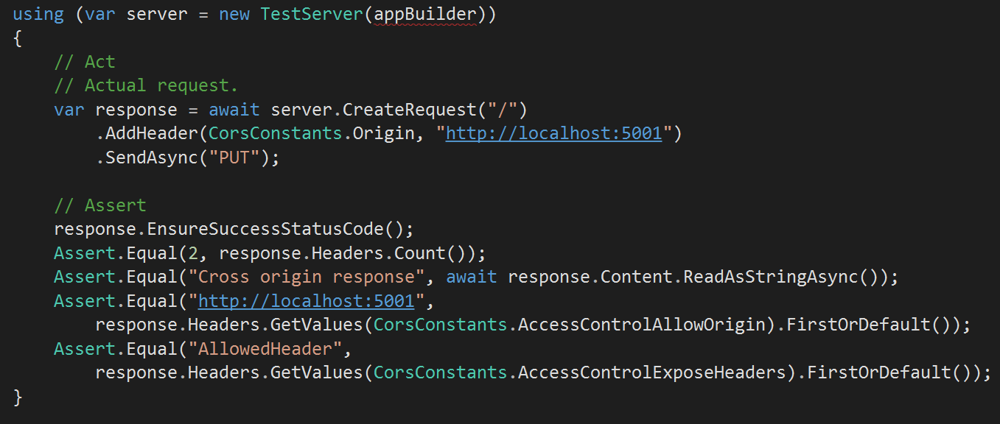 using (var server = new TestServer(appBuilder))
{
    // Act
    // Actual request.
    var response = await server.CreateRequest("/")
        .AddHeader(CorsConstants.Origin, "http://localhost:5001")
        .SendAsync("PUT");

    // Assert
    response.EnsureSuccessStatusCode();
    Assert.Equal(2, response.Headers.Count());
    Assert.Equal("Cross origin response", await response.Content.ReadAsStringAsync());
    Assert.Equal("http://localhost:5001",
        response.Headers.GetValues(CorsConstants.AccessControlAllowOrigin).FirstOrDefault());
    Assert.Equal("AllowedHeader",
        response.Headers.GetValues(CorsConstants.AccessControlExposeHeaders).FirstOrDefault());
}